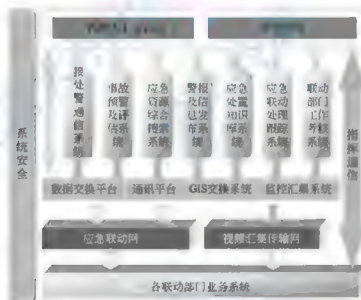 系统安全
接处警通信系统
事故预警及评估系统
应急资源综合搜索系统
警报及信息发布系统
应急处置知识库系统
应急联动处理跟踪系统
联动部门工作考核系统
指挥通信
数据交换平台
通讯平台
GIS交换系统
监控汇集系统
应急联动网
视频汇集传输网
各联动部门业务系统